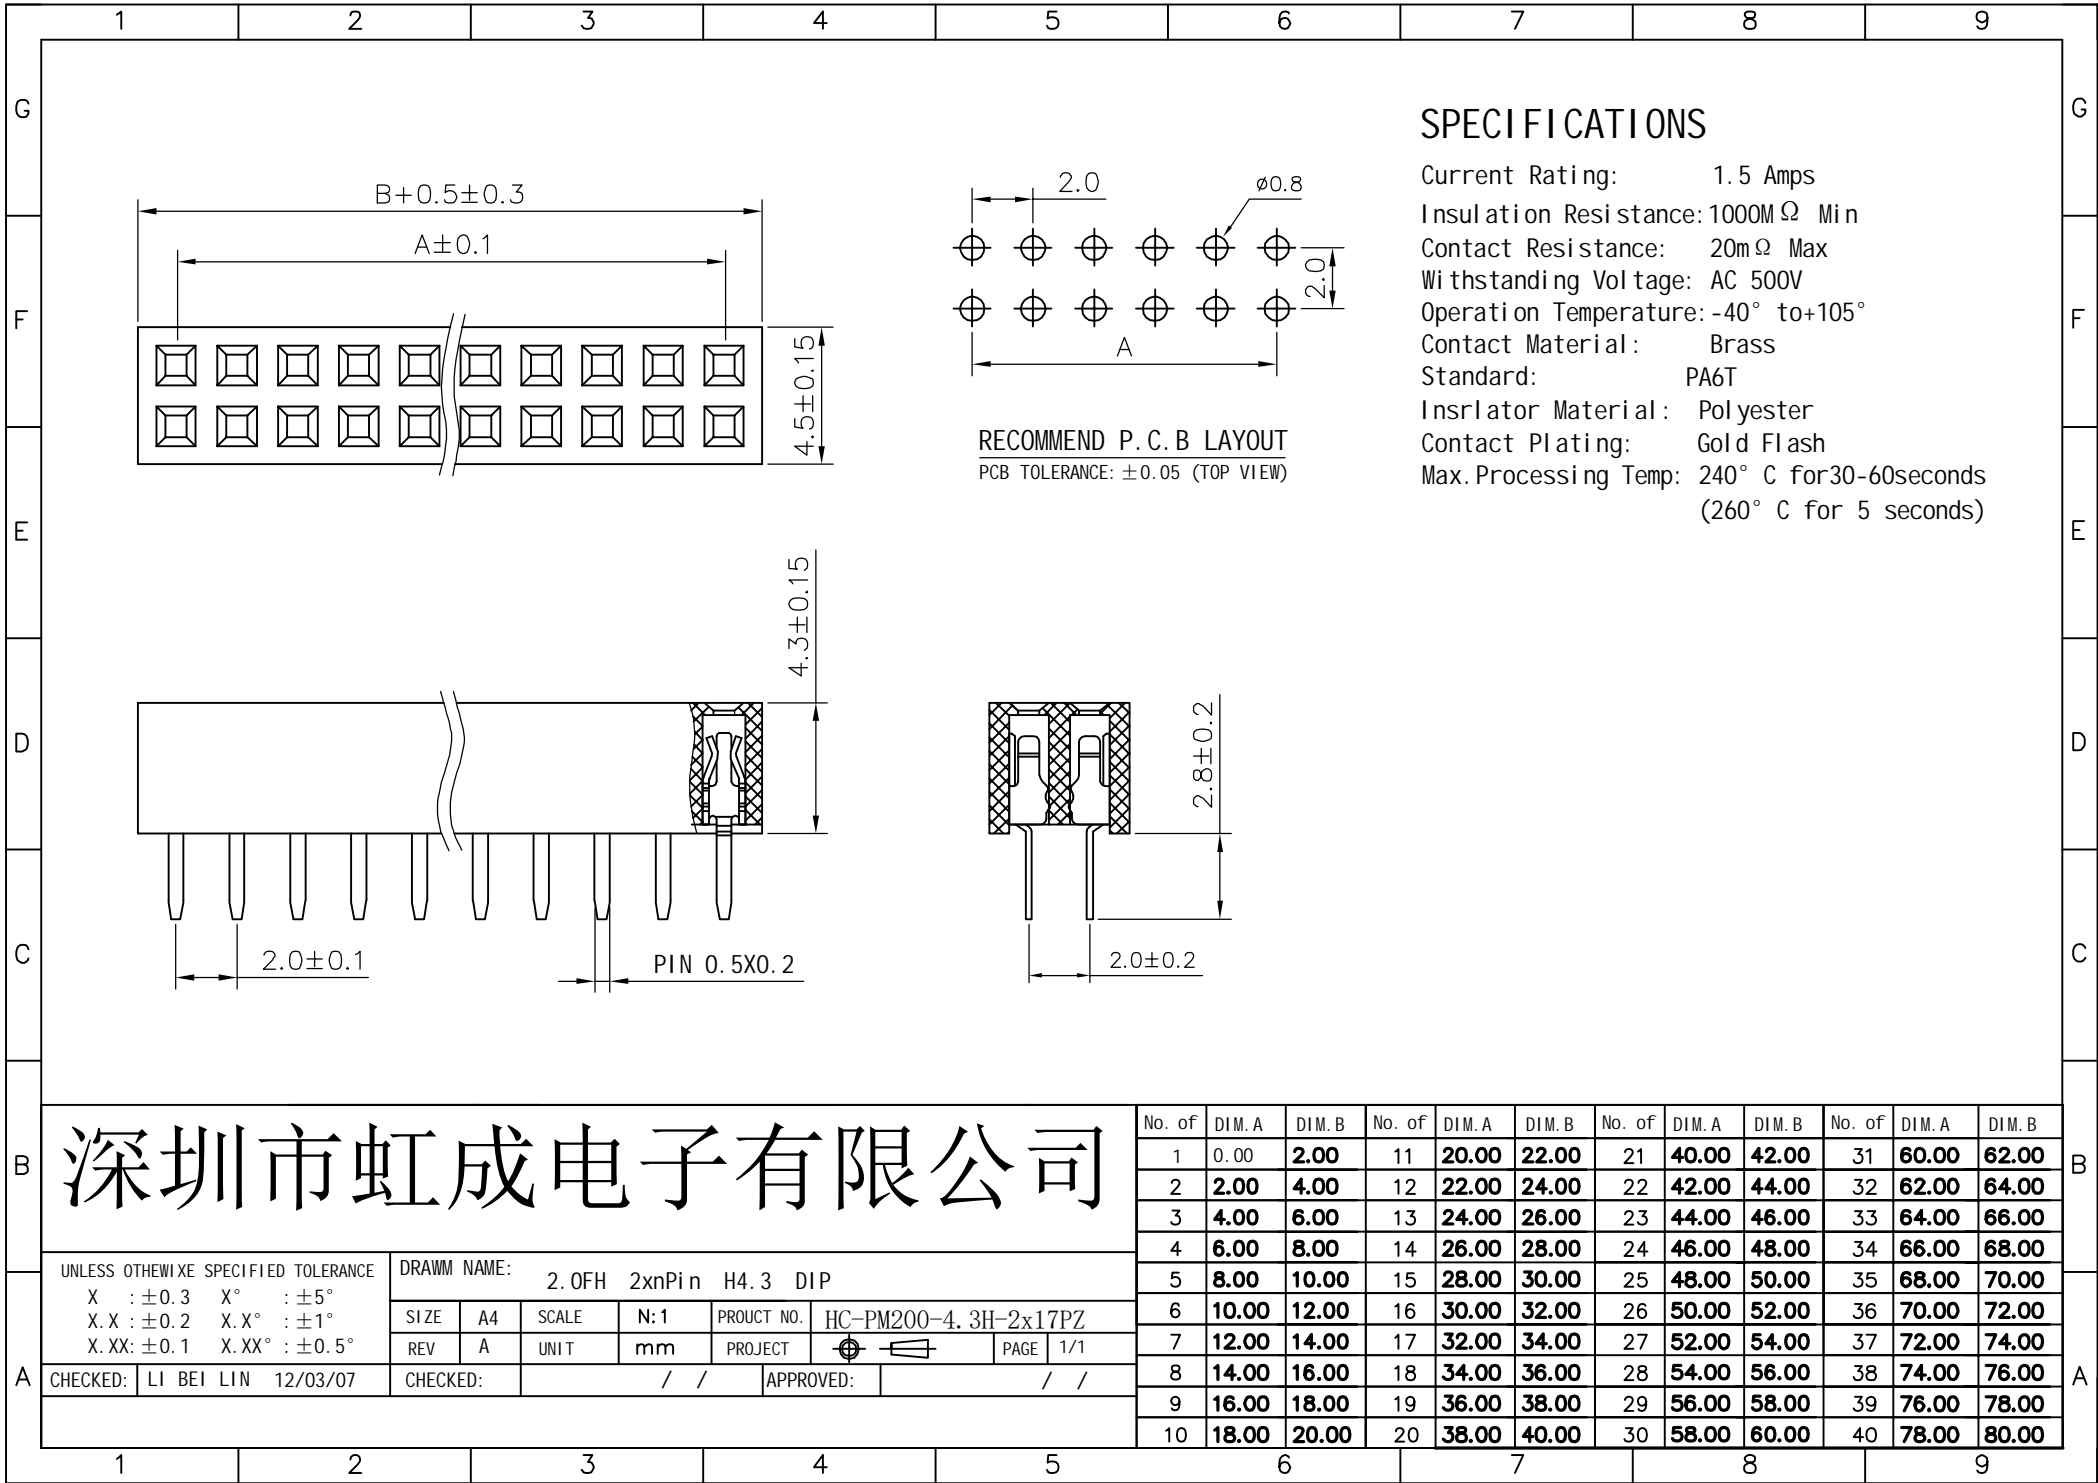 1 2 3 4 5 6 7 8 9
G G
F F
E E
D D
C C
B B
A A
B+0.5±0.3
A±0.1
4.5±0.15
2.0
ø0.8
2.0
A
RECOMMEND P.C.B LAYOUT
PCB TOLERANCE: ±0.05 (TOP VIEW)
SPECIFICATIONS
Current Rating: 1.5 Amps
Insulation Resistance: 1000MΩ Min
Contact Resistance: 20mΩ Max
Withstanding Voltage: AC 500V
Operation Temperature: -40° to+105°
Contact Material: Brass
Standard: PA6T
Insrlator Material: Polyester
Contact Plating: Gold Flash
Max.Processing Temp: 240° C for30-60seconds
(260° C for 5 seconds)
4.3±0.15
2.0±0.1
PIN 0.5X0.2
2.8±0.2
2.0±0.2
深圳市虹成电子有限公司
UNLESS OTHEWIXE SPECIFIED TOLERANCE
X :±0.3 X° :±5°
X.X :±0.2 X.X° :±1°
X.XX:±0.1 X.XX° :±0.5°
DRAWM NAME: 2.0FH 2xnPin H4.3 DIP
SIZE A4 SCALE N:1 PROUCT NO. HC-PM200-4.3H-2x17PZ
REV A UNIT mm PROJECT PAGE 1/1
CHECKED: LI BEI LIN 12/03/07 CHECKED: / / APPROVED: / /
No. of DIM.A DIM.B No. of DIM.A DIM.B No. of DIM.A DIM.B No. of DIM.A DIM.B
1 0.00 2.00 11 20.00 22.00 21 40.00 42.00 31 60.00 62.00
2 2.00 4.00 12 22.00 24.00 22 42.00 44.00 32 62.00 64.00
3 4.00 6.00 13 24.00 26.00 23 44.00 46.00 33 64.00 66.00
4 6.00 8.00 14 26.00 28.00 24 46.00 48.00 34 66.00 68.00
5 8.00 10.00 15 28.00 30.00 25 48.00 50.00 35 68.00 70.00
6 10.00 12.00 16 30.00 32.00 26 50.00 52.00 36 70.00 72.00
7 12.00 14.00 17 32.00 34.00 27 52.00 54.00 37 72.00 74.00
8 14.00 16.00 18 34.00 36.00 28 54.00 56.00 38 74.00 76.00
9 16.00 18.00 19 36.00 38.00 29 56.00 58.00 39 76.00 78.00
10 18.00 20.00 20 38.00 40.00 30 58.00 60.00 40 78.00 80.00
1 2 3 4 5 6 7 8 9